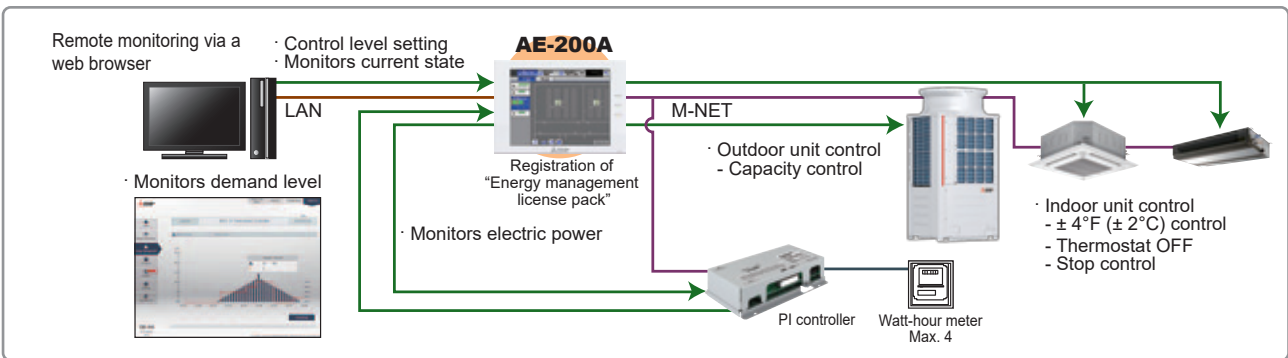 Remote monitoring via a
web browser
· Control level setting
· Monitors current state
AE-200A
LAN
M-NET
Registration of
“Energy management
license pack”
· Monitors demand level
· Monitors electric power
· Outdoor unit control
- Capacity control
· Indoor unit control
- ± 4°F (± 2°C) control
- Thermostat OFF
- Stop control
PI controller
Watt-hour meter
Max. 4